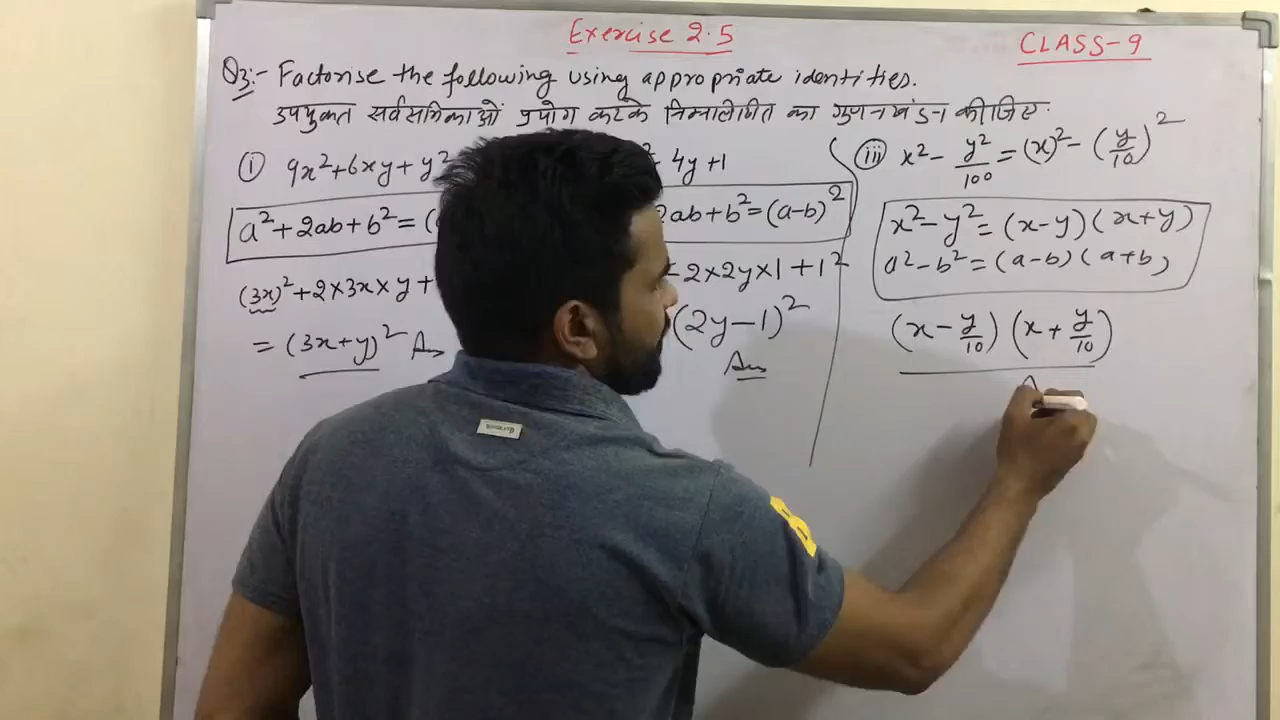 Exercise 2.5
CLASS-9
Q3:- Factorise the following using appropriate identities.
उपयुक्त सर्वसमिकाओं प्रयोग करके निम्नालिखित का गुणनखंडन कीजिए
(i) 9x²+6xy+y²
4y+1
a²+2ab+b²=(
2ab+b²=(a-b)²
(3x)²+2×3x×y+
-2×2y×1+1²
= (3x+y)² Ans
(2y-1)²
Ans
(iii) x² - y²/100 = (x)² - (y/10)²
x²-y²=(x-y)(x+y)
a²-b²=(a-b)(a+b)
(x - y/10)(x + y/10)